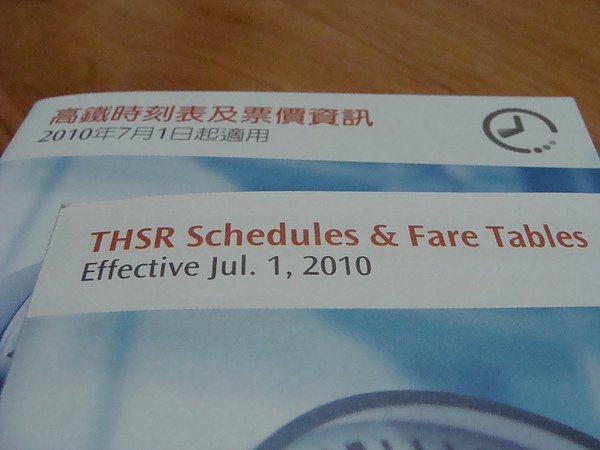 高鐵時刻表及票價資訊
2010年7月1日起適用
THSR Schedules & Fare Tables
Effective Jul. 1, 2010